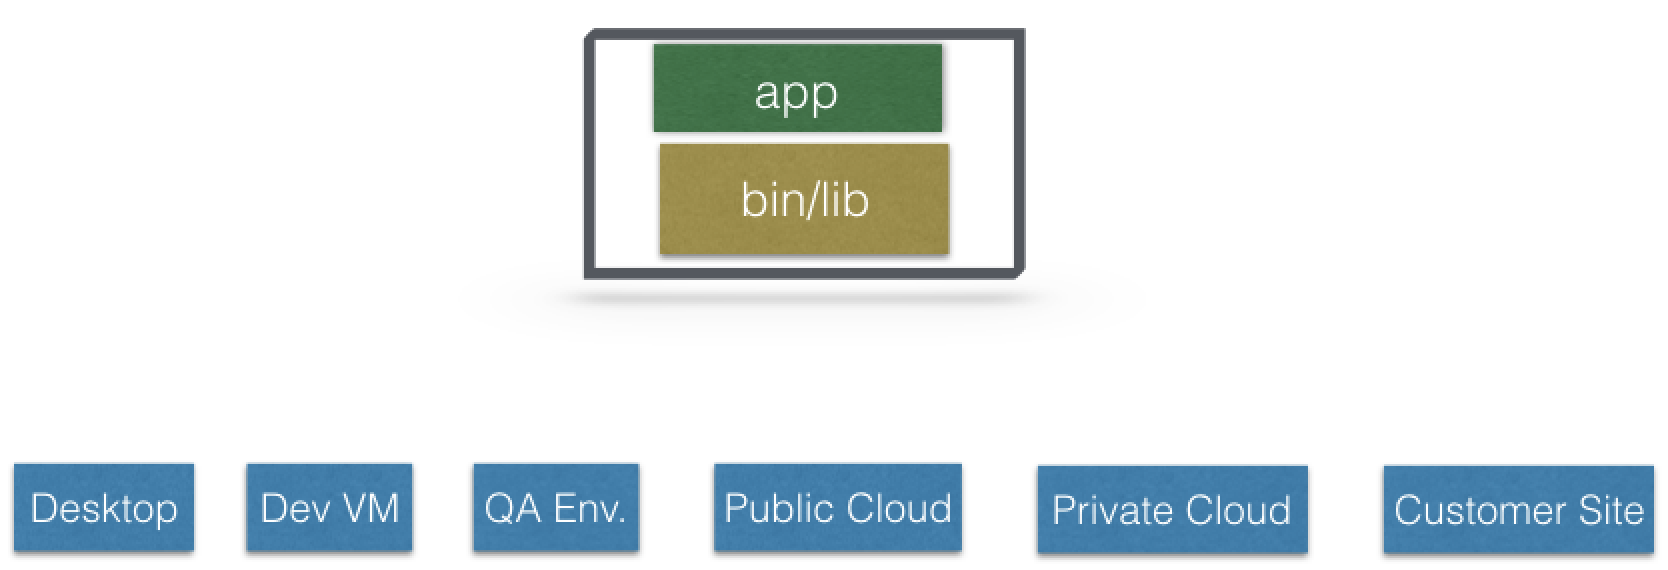 app
bin/lib
Desktop
Dev VM
QA Env.
Public Cloud
Private Cloud
Customer Site